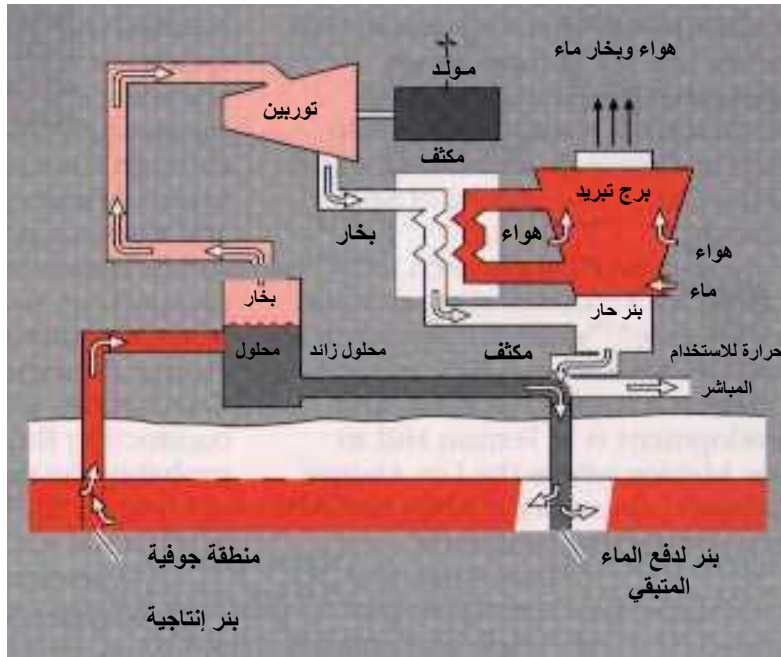 هواء وبخار ماء
مولد
توربين
مكثف
برج تبريد
بخار
هواء
هواء
ماء
بخار
بئر حار
محلول
محلول زائد
مكثف
حرارة للاستخدام
المباشر
منطقة جوفية
بئر لدفع الماء
المتبقي
بئر إنتاجية